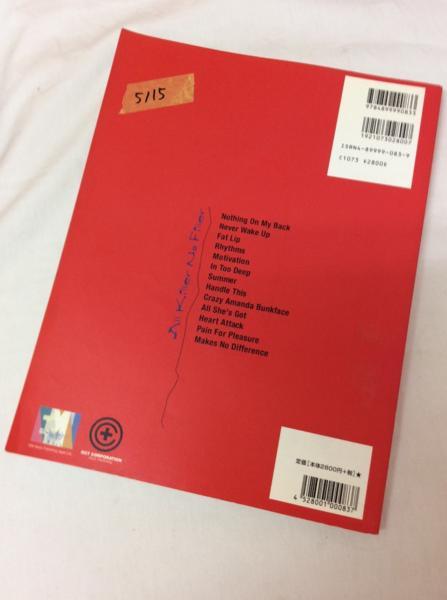 5/15
9784899990833
1921073028007
ISBN4-89999-083-9
C1073 ¥2800E
Nothing On My Back
Never Wake Up
Fat Lip
Rhythms
Motivation
In Too Deep
Summer
Handle This
Crazy Amanda Bunkface
All She's Got
Heart Attack
Pain For Pleasure
Makes No Difference
All Killer No Filler
EMI
定価[本体2800円+税]★
4528001000837